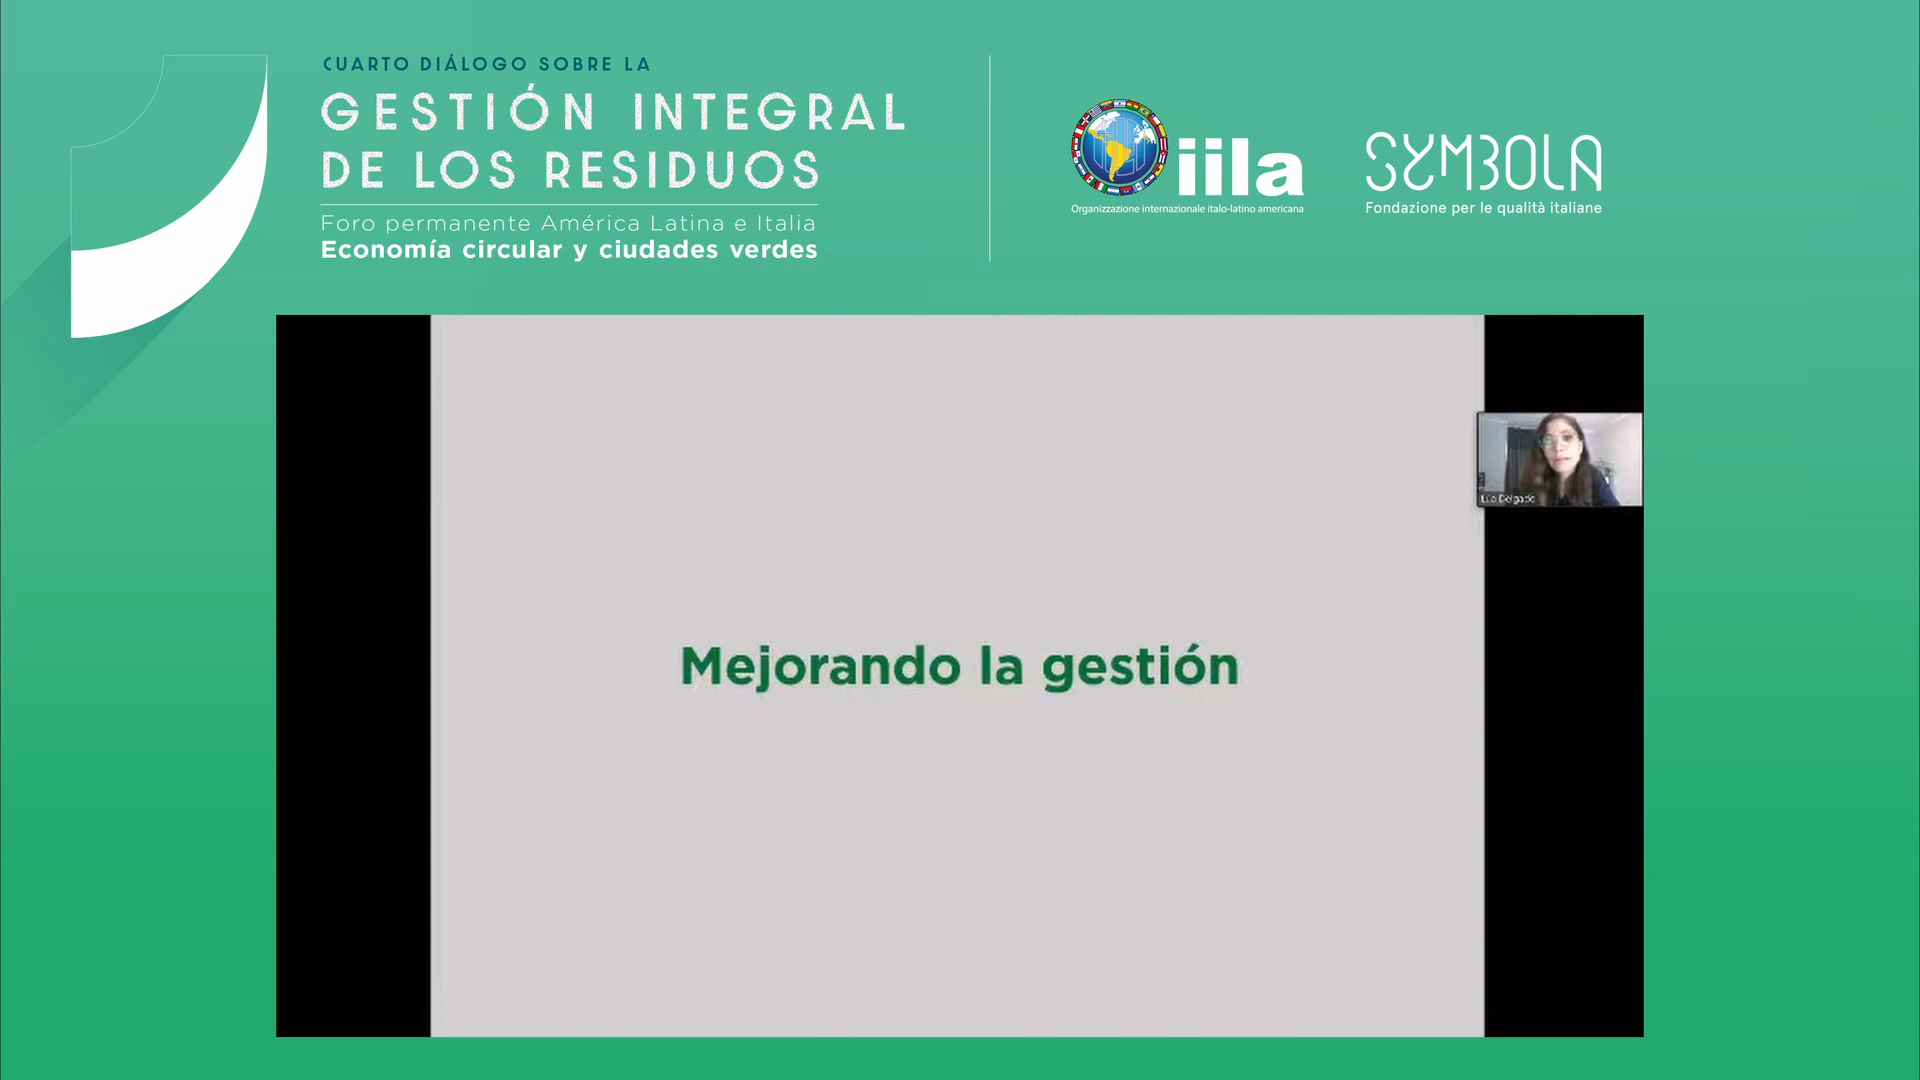 CUARTO DIÁLOGO SOBRE LA
GESTIÓN INTEGRAL
DE LOS RESIDUOS
Foro permanente América Latina e Italia
Economía circular y ciudades verdes
iila
Organizzazione internazionale italo-latino americana
SYMBOLA
Fondazione per le qualità italiane
Delgado
Mejorando la gestión